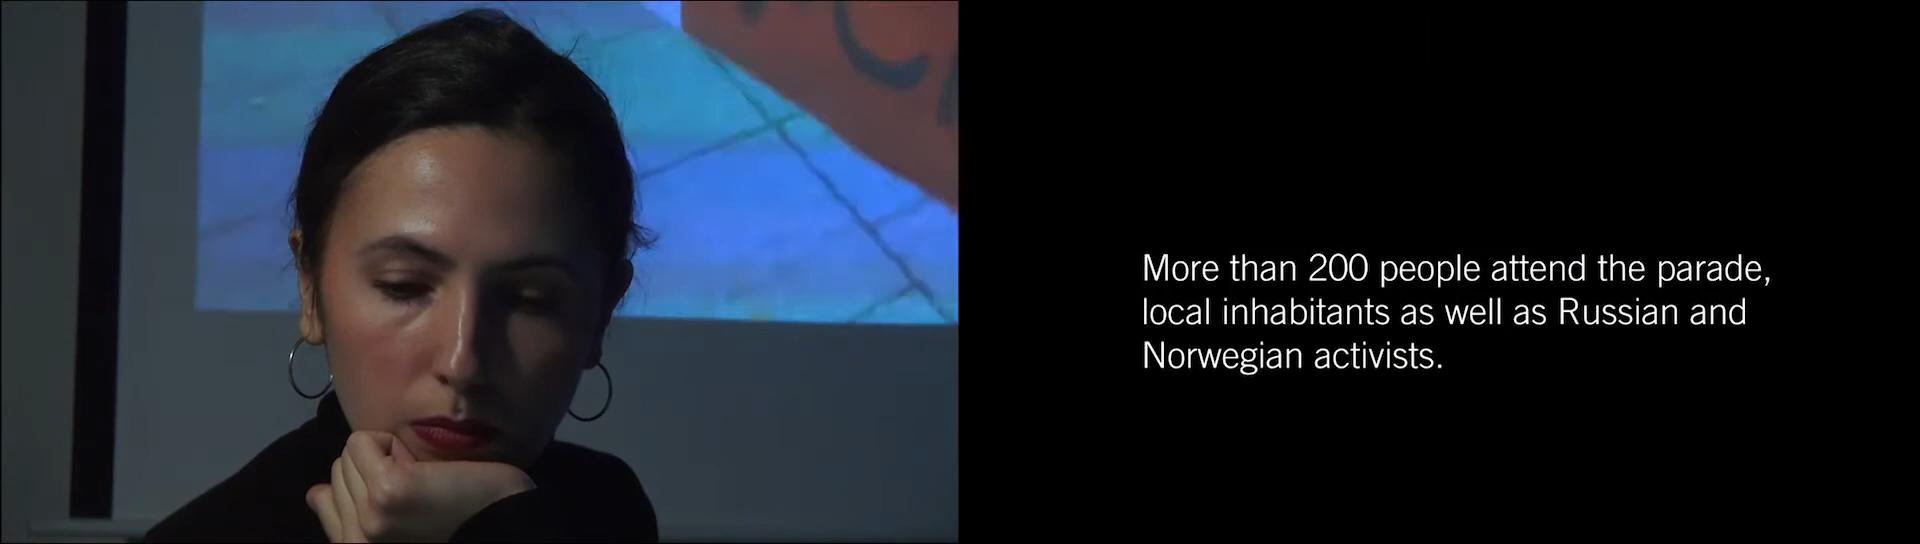 More than 200 people attend the parade,
local inhabitants as well as Russian and
Norwegian activists.